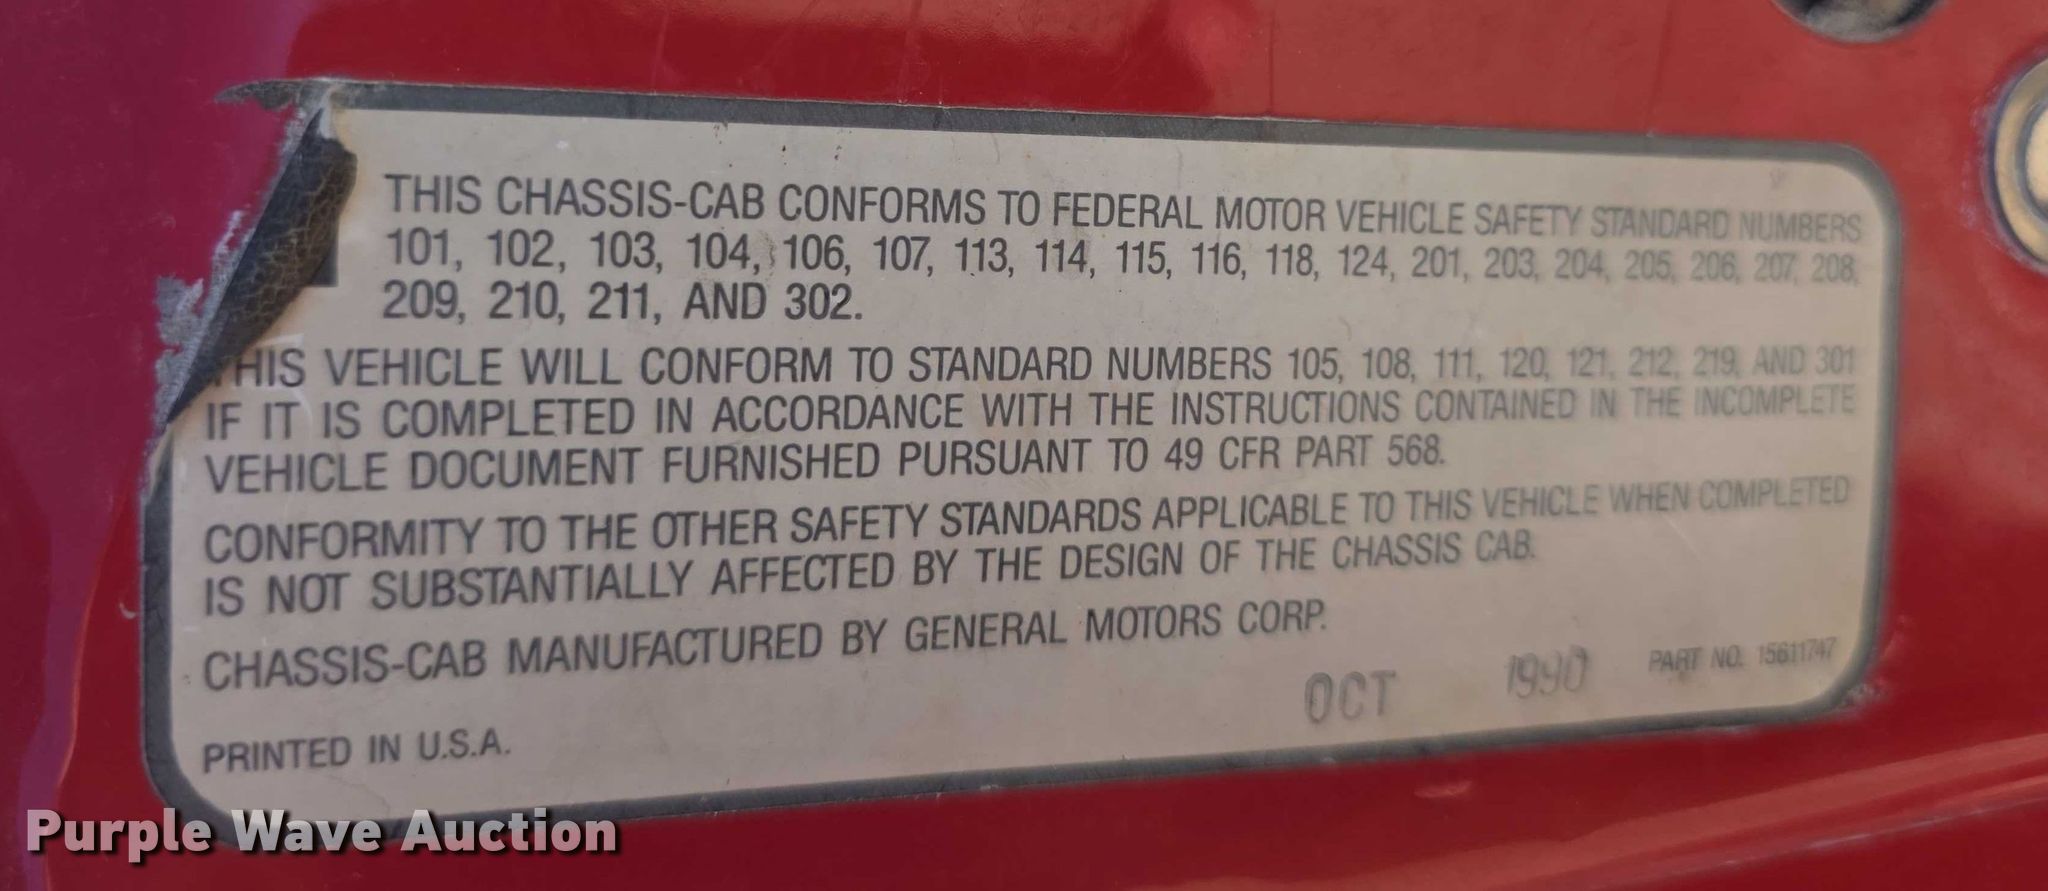 THIS CHASSIS-CAB CONFORMS TO FEDERAL MOTOR VEHICLE SAFETY STANDARD NUMBERS
101, 102, 103, 104, 106, 107, 113, 114, 115, 116, 118, 124, 201, 203, 204, 205, 206, 207, 208,
209, 210, 211, AND 302.
THIS VEHICLE WILL CONFORM TO STANDARD NUMBERS 105, 108, 111, 120, 121, 212, 219, AND 301
IF IT IS COMPLETED IN ACCORDANCE WITH THE INSTRUCTIONS CONTAINED IN THE INCOMPLETE
VEHICLE DOCUMENT FURNISHED PURSUANT TO 49 CFR PART 568.
CONFORMITY TO THE OTHER SAFETY STANDARDS APPLICABLE TO THIS VEHICLE WHEN COMPLETED
IS NOT SUBSTANTIALLY AFFECTED BY THE DESIGN OF THE CHASSIS CAB.
CHASSIS-CAB MANUFACTURED BY GENERAL MOTORS CORP.
OCT 1990 PART NO. 15611747
PRINTED IN U.S.A.
Purple Wave Auction